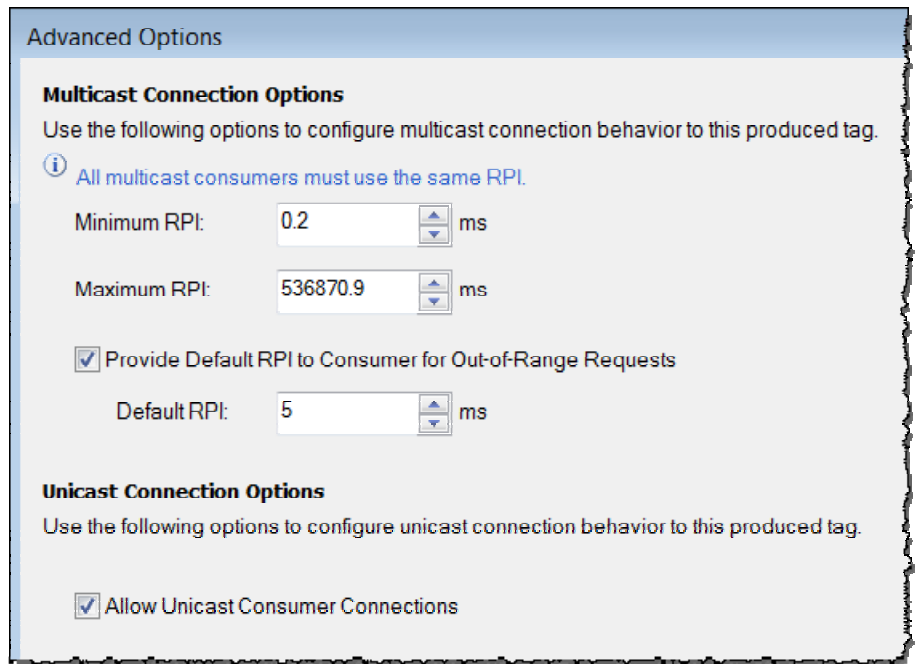 Advanced Options
Multicast Connection Options
Use the following options to configure multicast connection behavior to this produced tag.
All multicast consumers must use the same RPI.
Minimum RPI: 0.2 ms
Maximum RPI: 536870.9 ms
Provide Default RPI to Consumer for Out-of-Range Requests
Default RPI: 5 ms
Unicast Connection Options
Use the following options to configure unicast connection behavior to this produced tag.
Allow Unicast Consumer Connections